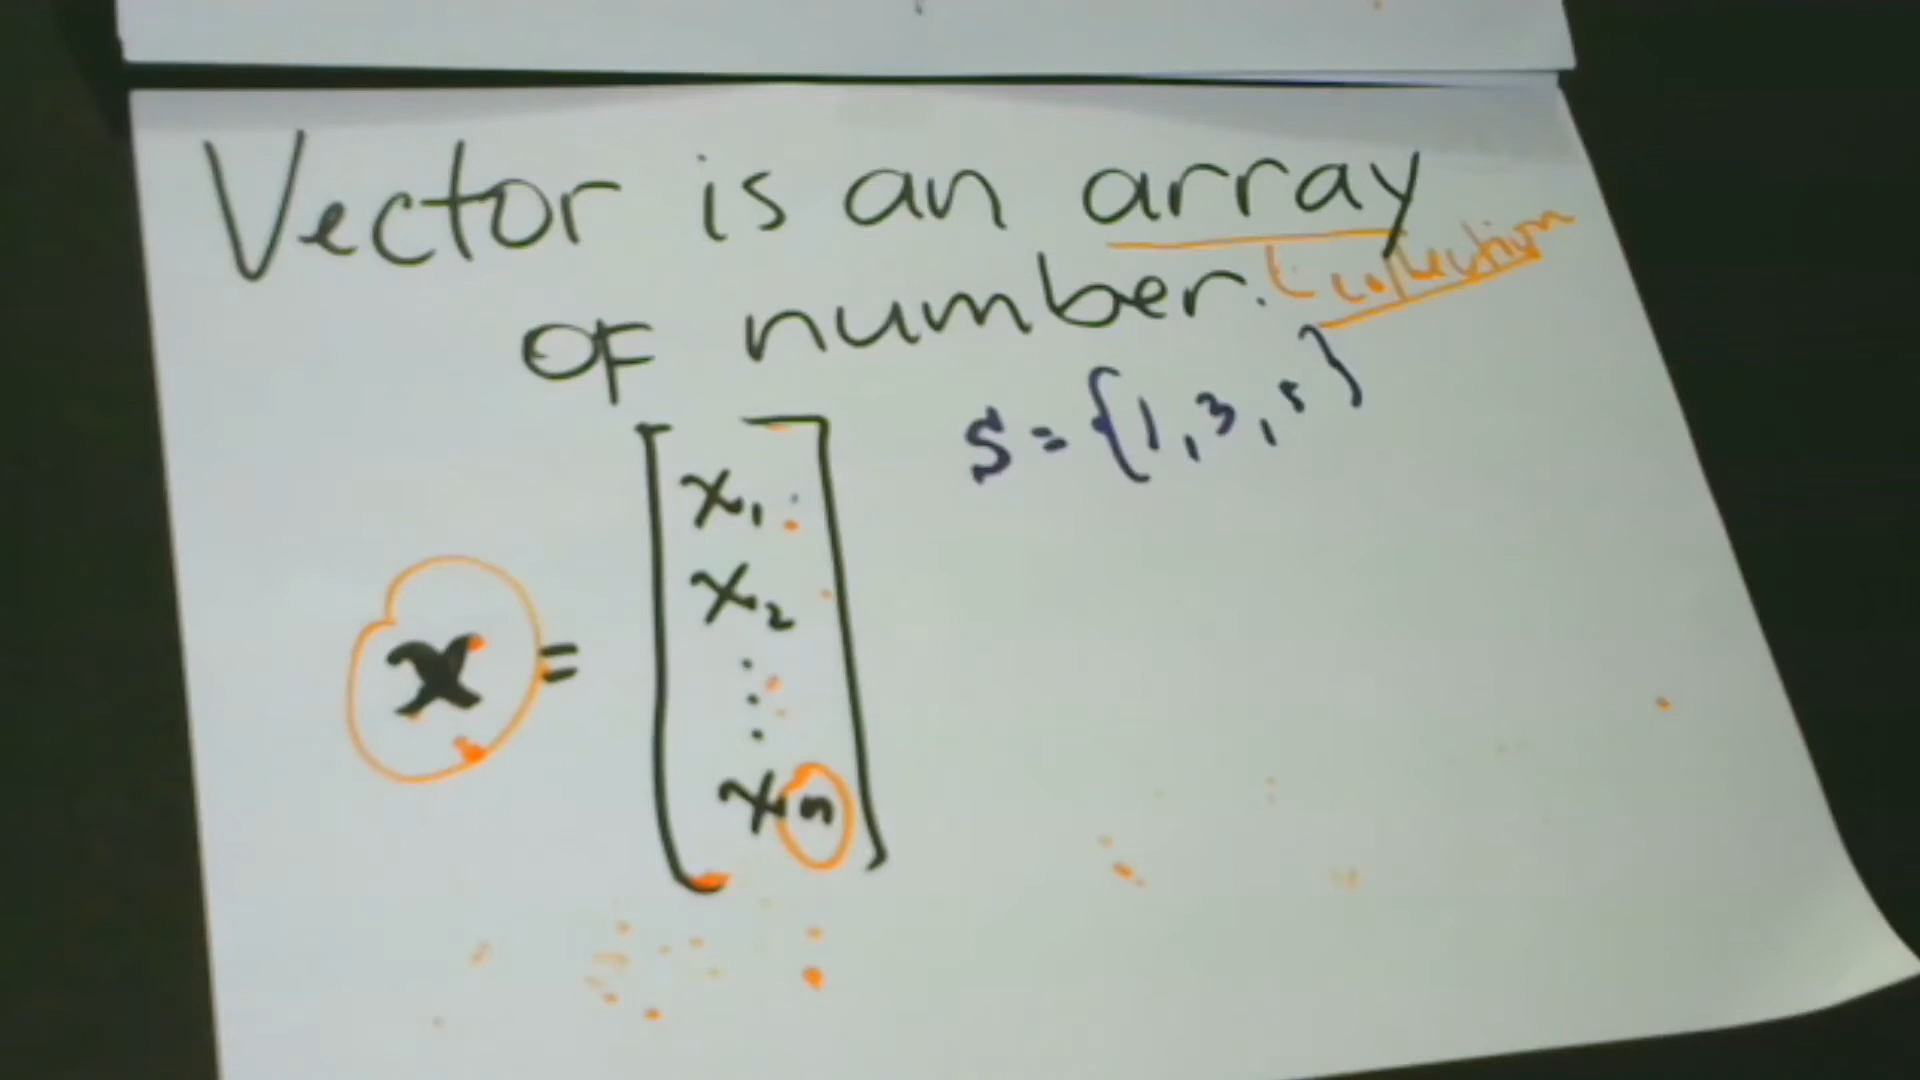 Vector is an array
collection
of number.
S = {1, 3, 5}
x = [x₁
x₂
⋮
xₙ]